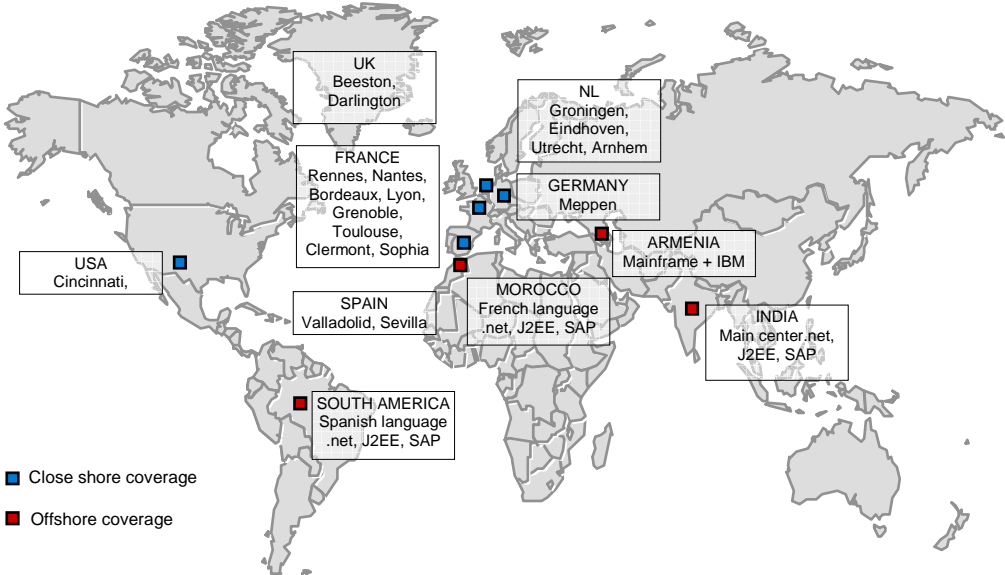 UK
Beeston,
Darlington
NL
Groningen,
Eindhoven,
Utrecht, Arnhem
FRANCE
Rennes, Nantes,
Bordeaux, Lyon,
Grenoble,
Toulouse,
Clermont, Sophia
GERMANY
Meppen
ARMENIA
Mainframe + IBM
USA
Cincinnati,
SPAIN
Valladolid, Sevilla
MOROCCO
French language
.net, J2EE, SAP
INDIA
Main center.net,
J2EE, SAP
SOUTH AMERICA
Spanish language
.net, J2EE, SAP
Close shore coverage
Offshore coverage